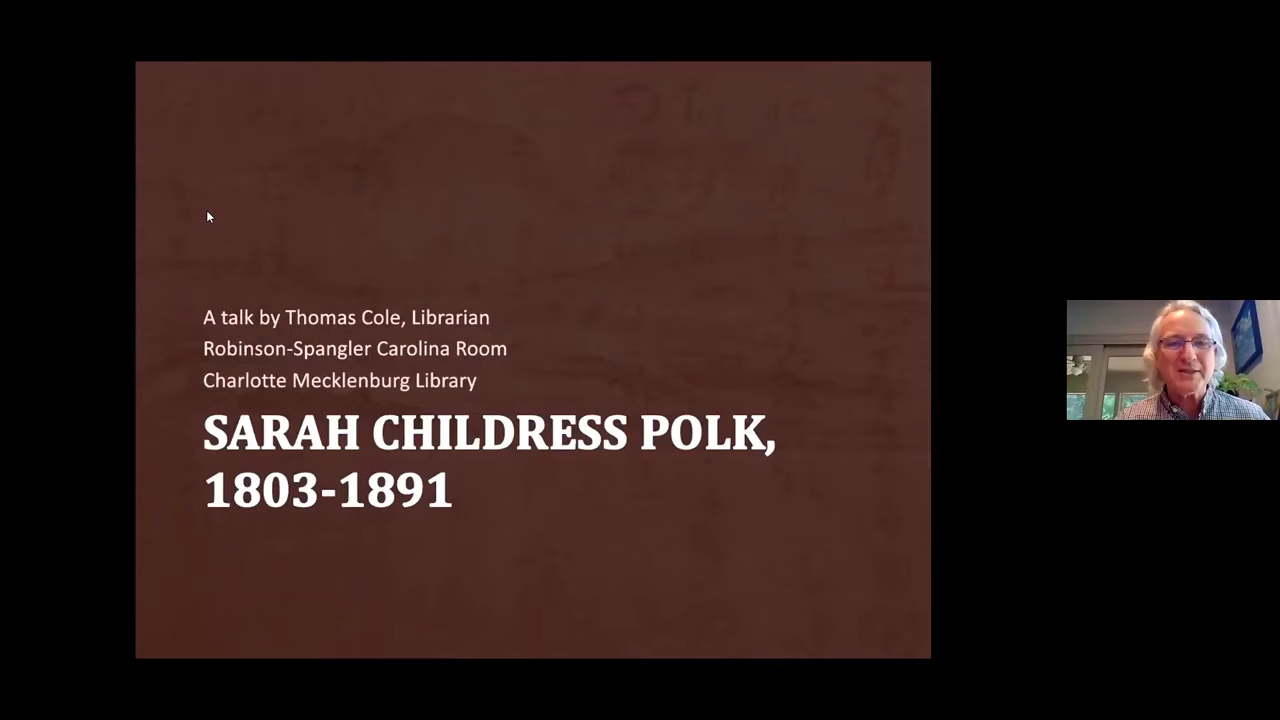 A talk by Thomas Cole, Librarian
Robinson-Spangler Carolina Room
Charlotte Mecklenburg Library
SARAH CHILDRESS POLK,
1803-1891